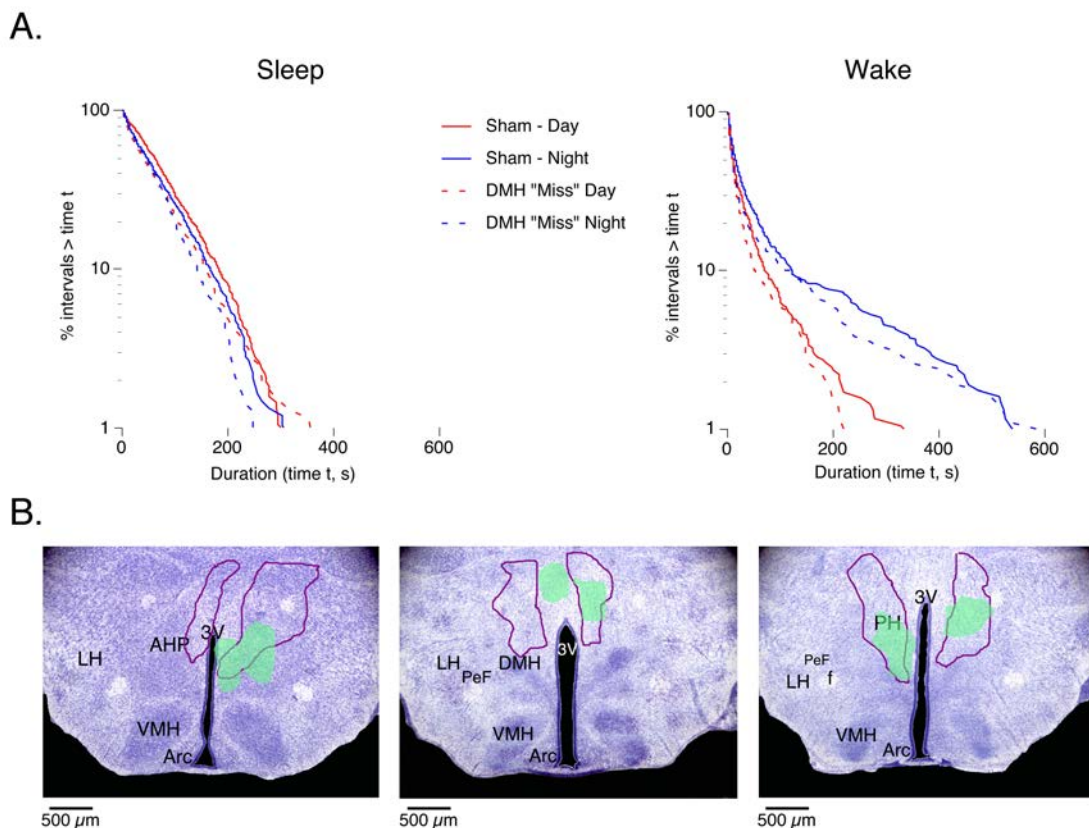 A.
Sleep
100
10
1
% intervals > time t
0
200
400
600
Duration (time t, s)
Sham - Day
Sham - Night
DMH "Miss" Day
DMH "Miss" Night
Wake
100
10
1
% intervals > time t
0
200
400
600
Duration (time t, s)
B.
3V
AHP
LH
VMH
Arc
500 µm
3V
LH
DMH
PeF
VMH
Arc
500 µm
3V
PH
PeF
LH
f
VMH
Arc
500 µm